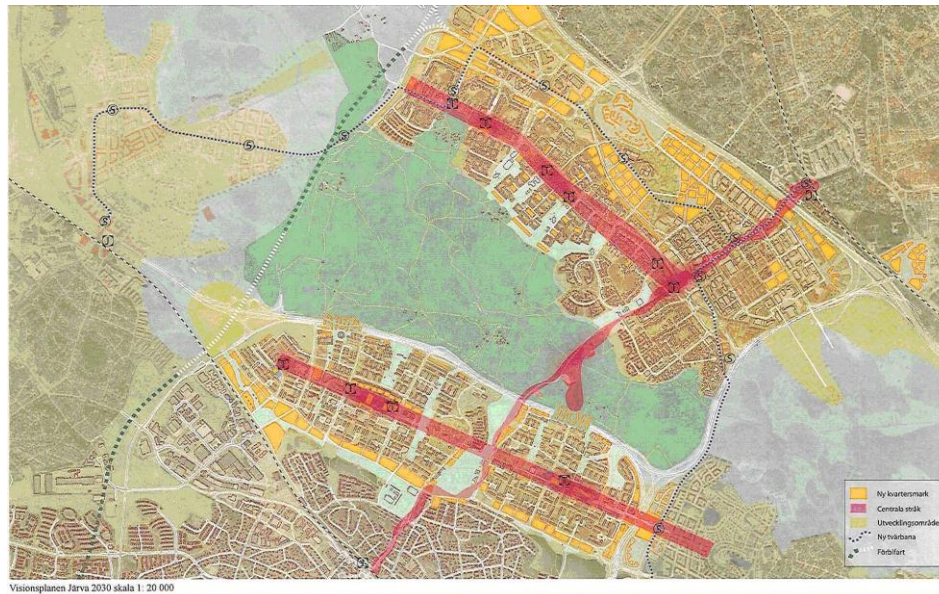 Ny kvartersmark
Centrala stråk
Utvecklingsområde
Ny tvärbana
Förbifart
Visionsplanen Järva 2030 skala 1: 20 000